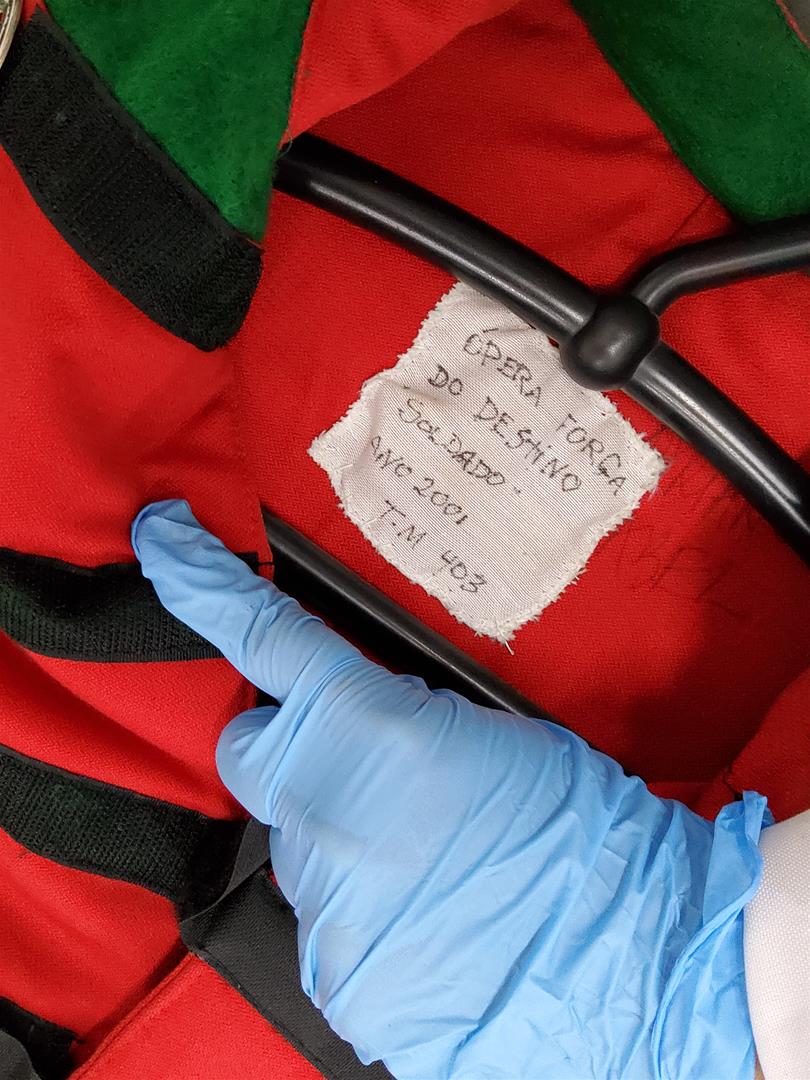 ÓPERA FORÇA
DO DESTINO
SOLDADO
ANO 2001
T.M 403